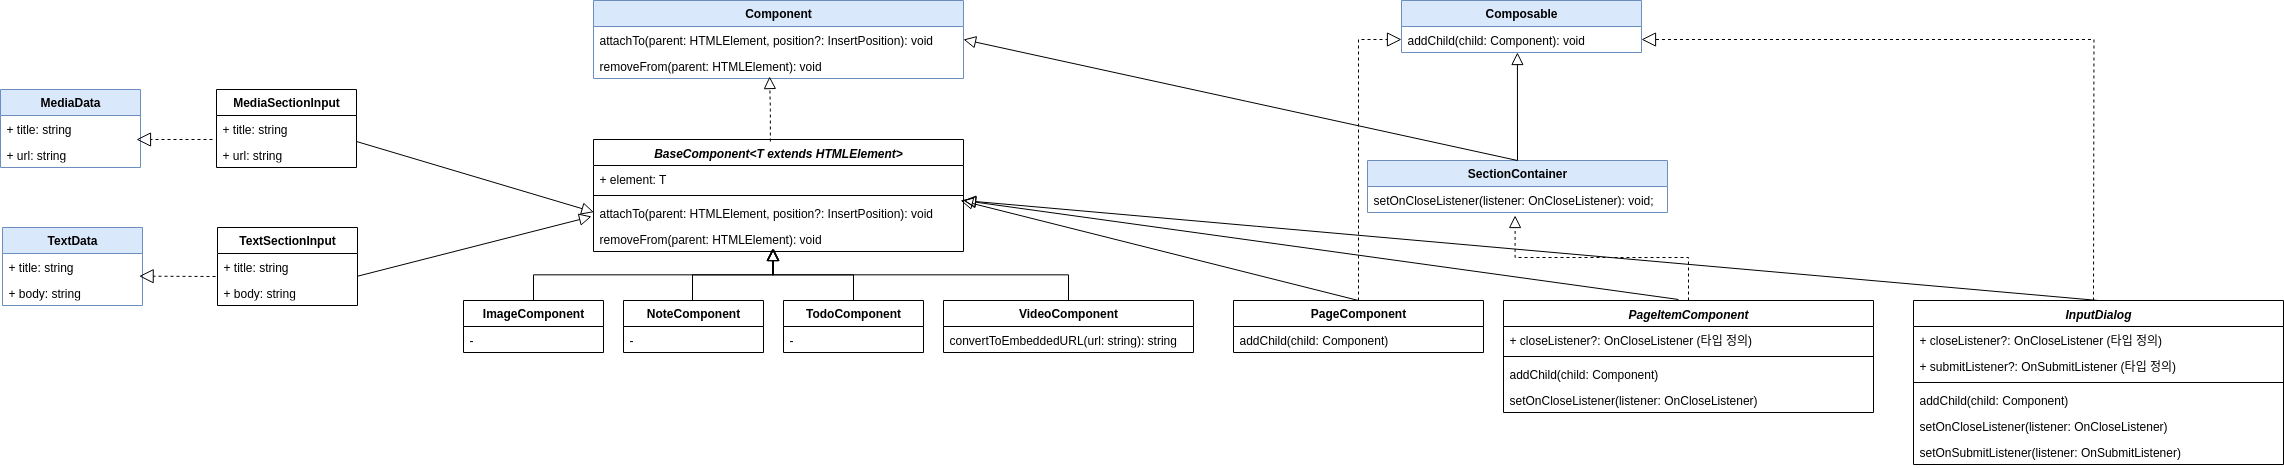 Component
attachTo(parent: HTMLElement, position?: InsertPosition): void
removeFrom(parent: HTMLElement): void
Composable
addChild(child: Component): void
MediaData
+ title: string
+ url: string
MediaSectionInput
+ title: string
+ url: string
BaseComponent<T extends HTMLElement>
+ element: T
attachTo(parent: HTMLElement, position?: InsertPosition): void
removeFrom(parent: HTMLElement): void
SectionContainer
setOnCloseListener(listener: OnCloseListener): void;
TextData
+ title: string
+ body: string
TextSectionInput
+ title: string
+ body: string
ImageComponent
-
NoteComponent
-
TodoComponent
-
VideoComponent
convertToEmbeddedURL(url: string): string
PageComponent
addChild(child: Component)
PageItemComponent
+ closeListener?: OnCloseListener (타입 정의)
addChild(child: Component)
setOnCloseListener(listener: OnCloseListener)
InputDialog
+ closeListener?: OnCloseListener (타입 정의)
+ submitListener?: OnSubmitListener (타입 정의)
addChild(child: Component)
setOnCloseListener(listener: OnCloseListener)
setOnSubmitListener(listener: OnSubmitListener)